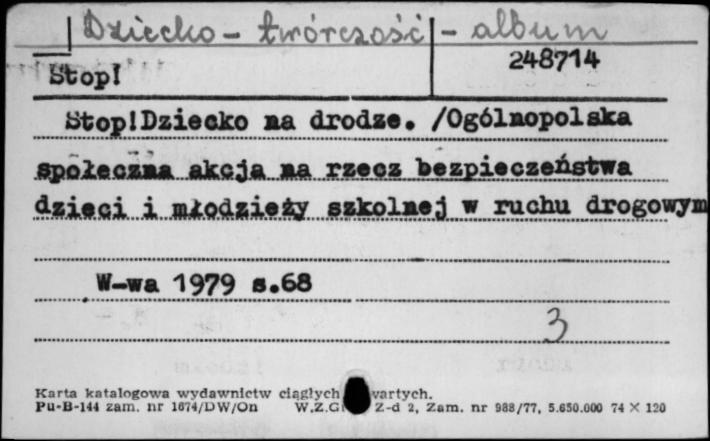 Dziecko - twórczość - album
248714
Stop!
Stop!Dziecko na drodze. /Ogólnopolska
społeczna akcja na rzecz bezpieczeństwa
dzieci i młodzieży szkolnej w ruchu drogowym
W-wa 1979 s.68
3
Karta katalogowa wydawnictw ciągłych wartych.
Pu-B-144 zam. nr 1674/DW/On W.Z.G Z-d 2, Zam. nr 988/77, 5.650.000 74 X 120